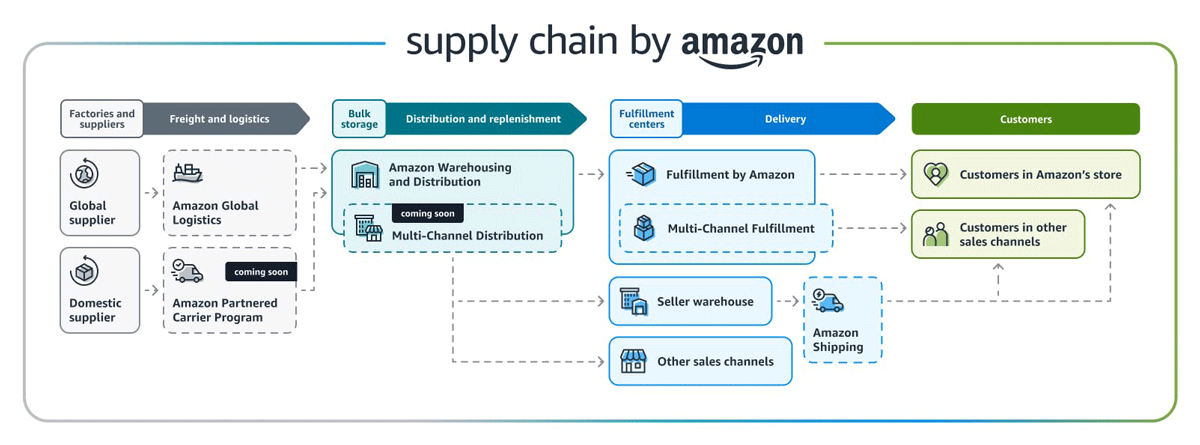 supply chain by amazon
Factories and
suppliers
Freight and logistics
Bulk
storage
Distribution and replenishment
Fulfillment
centers
Delivery
Customers
Global
supplier
Amazon Global
Logistics
Amazon Warehousing
and Distribution
coming soon
Multi-Channel Distribution
Fulfillment by Amazon
Multi-Channel Fulfillment
Customers in Amazon's store
Customers in other
sales channels
Domestic
supplier
coming soon
Amazon Partnered
Carrier Program
Seller warehouse
Amazon
Shipping
Other sales channels